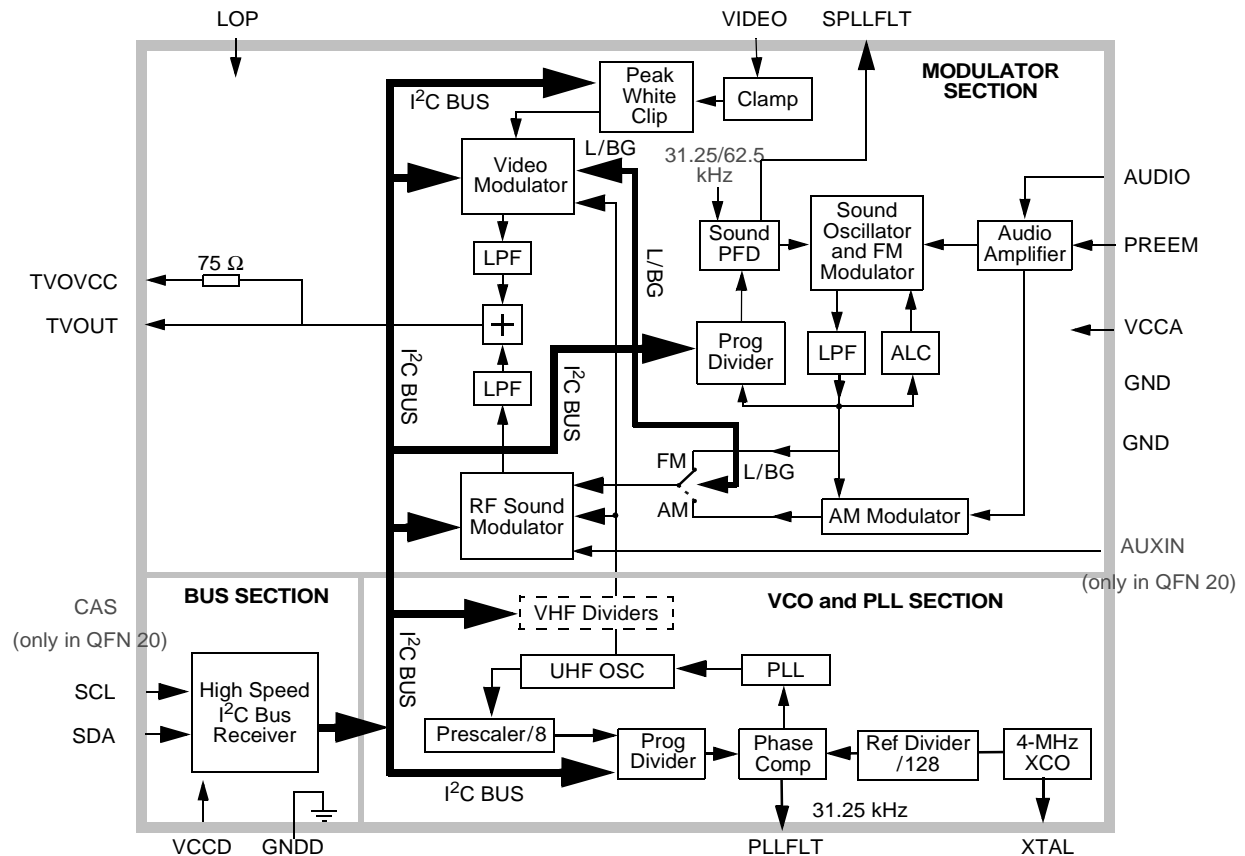 LOP
VIDEO
SPLLFLT
MODULATOR
SECTION
I²C BUS
Peak
White
Clip
Clamp
L/BG
31.25/62.5
kHz
Video
Modulator
AUDIO
Sound
PFD
Sound
Oscillator
and FM
Modulator
Audio
Amplifier
PREEM
LPF
L/BG
75 Ω
TVOVCC
TVOUT
+
VCCA
Prog
Divider
LPF
ALC
I²C BUS
I²C BUS
LPF
GND
GND
FM
L/BG
AM
RF Sound
Modulator
AM Modulator
AUXIN
(only in QFN 20)
BUS SECTION
VCO and PLL SECTION
CAS
(only in QFN 20)
VHF Dividers
I²C BUS
UHF OSC
PLL
SCL
SDA
High Speed
I²C Bus
Receiver
Prescaler/8
Prog
Divider
Phase
Comp
Ref Divider
/128
4-MHz
XCO
I²C BUS
31.25 kHz
VCCD
GNDD
PLLFLT
XTAL